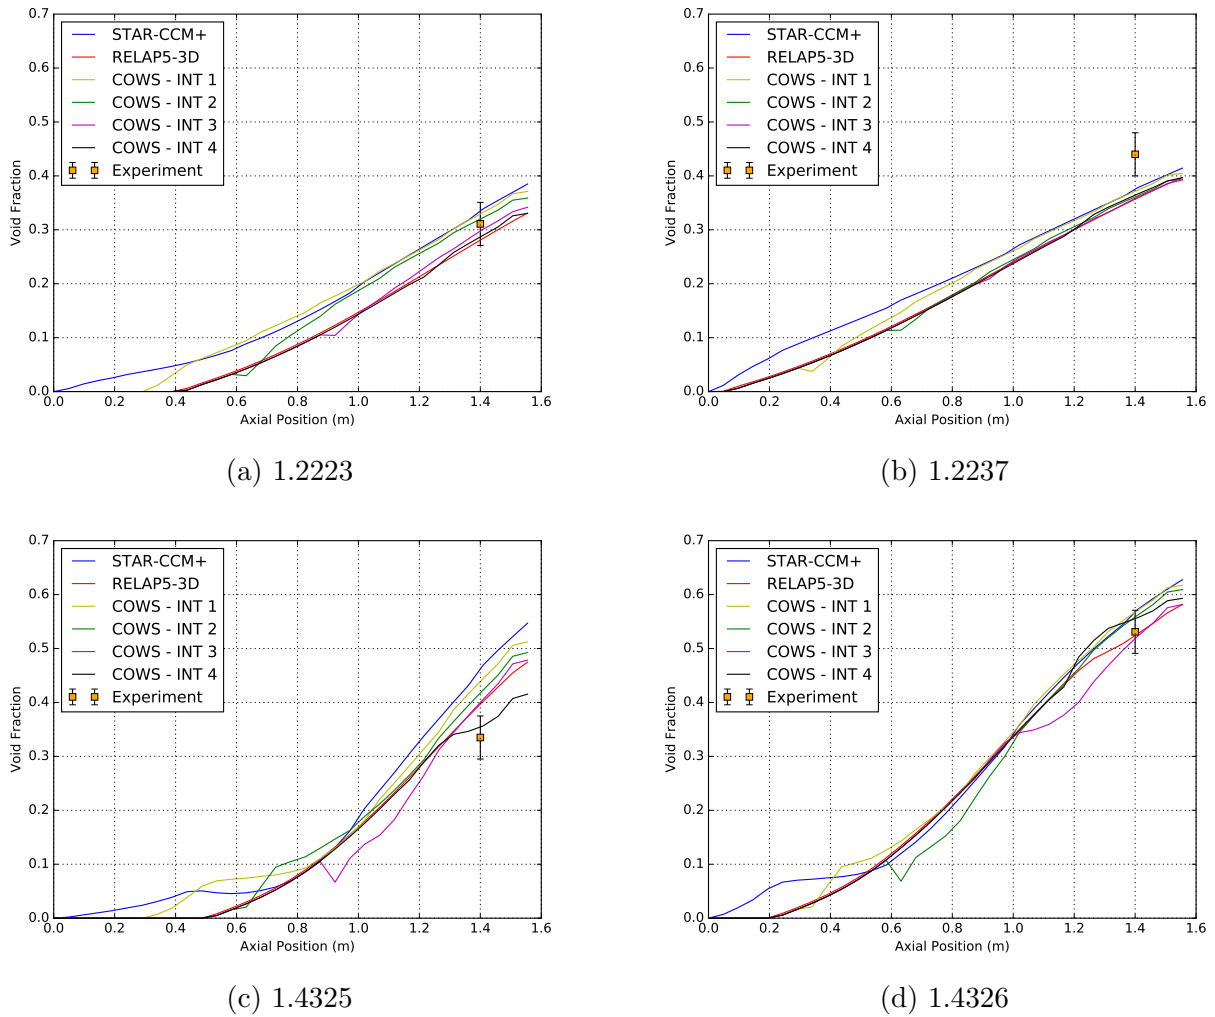 0.7
0.6
0.5
0.4
0.3
0.2
0.1
0.0
Void Fraction
STAR-CCM+
RELAP5-3D
COWS - INT 1
COWS - INT 2
COWS - INT 3
COWS - INT 4
Experiment
0.0 0.2 0.4 0.6 0.8 1.0 1.2 1.4 1.6
Axial Position (m)
(a) 1.2223
0.7
0.6
0.5
0.4
0.3
0.2
0.1
0.0
Void Fraction
STAR-CCM+
RELAP5-3D
COWS - INT 1
COWS - INT 2
COWS - INT 3
COWS - INT 4
Experiment
0.0 0.2 0.4 0.6 0.8 1.0 1.2 1.4 1.6
Axial Position (m)
(b) 1.2237
0.7
0.6
0.5
0.4
0.3
0.2
0.1
0.0
Void Fraction
STAR-CCM+
RELAP5-3D
COWS - INT 1
COWS - INT 2
COWS - INT 3
COWS - INT 4
Experiment
0.0 0.2 0.4 0.6 0.8 1.0 1.2 1.4 1.6
Axial Position (m)
(c) 1.4325
0.7
0.6
0.5
0.4
0.3
0.2
0.1
0.0
Void Fraction
STAR-CCM+
RELAP5-3D
COWS - INT 1
COWS - INT 2
COWS - INT 3
COWS - INT 4
Experiment
0.0 0.2 0.4 0.6 0.8 1.0 1.2 1.4 1.6
Axial Position (m)
(d) 1.4326